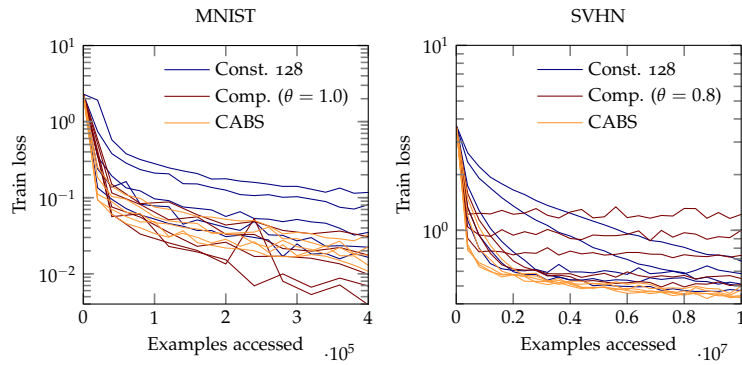 MNIST
10^1
10^0
10^−1
10^−2
Train loss
Const. 128
Comp. (θ = 1.0)
CABS
0 1 2 3 4
Examples accessed
·10^5
SVHN
10^1
10^0
Train loss
Const. 128
Comp. (θ = 0.8)
CABS
0 0.2 0.4 0.6 0.8 1
Examples accessed
·10^7